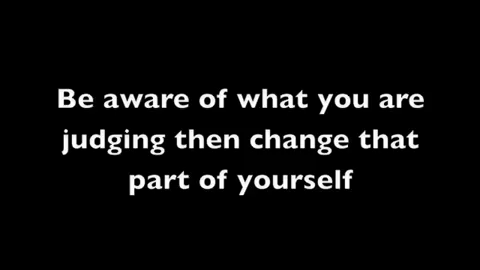 Be aware of what you are
judging then change that
part of yourself